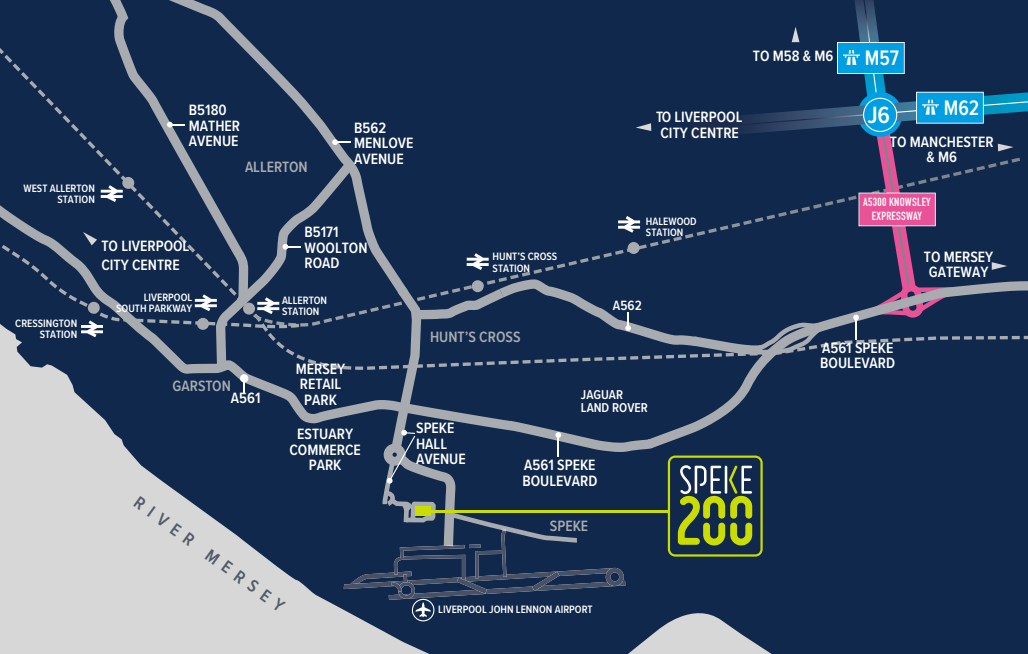 TO M58 & M6
M57
J6
M62
TO LIVERPOOL
CITY CENTRE
TO MANCHESTER
& M6
B5180
MATHER
AVENUE
B562
MENLOVE
AVENUE
ALLERTON
WEST ALLERTON
STATION
A5300 KNOWSLEY
EXPRESSWAY
HALEWOOD
STATION
B5171
WOOLTON
ROAD
TO LIVERPOOL
CITY CENTRE
HUNT'S CROSS
STATION
TO MERSEY
GATEWAY
LIVERPOOL
SOUTH PARKWAY
ALLERTON
STATION
A562
CRESSINGTON
STATION
HUNT'S CROSS
A561 SPEKE
BOULEVARD
MERSEY
RETAIL
PARK
GARSTON
A561
JAGUAR
LAND ROVER
ESTUARY
COMMERCE
PARK
SPEKE
HALL
AVENUE
A561 SPEKE
BOULEVARD
SPEKE
200
SPEKE
RIVER MERSEY
LIVERPOOL JOHN LENNON AIRPORT